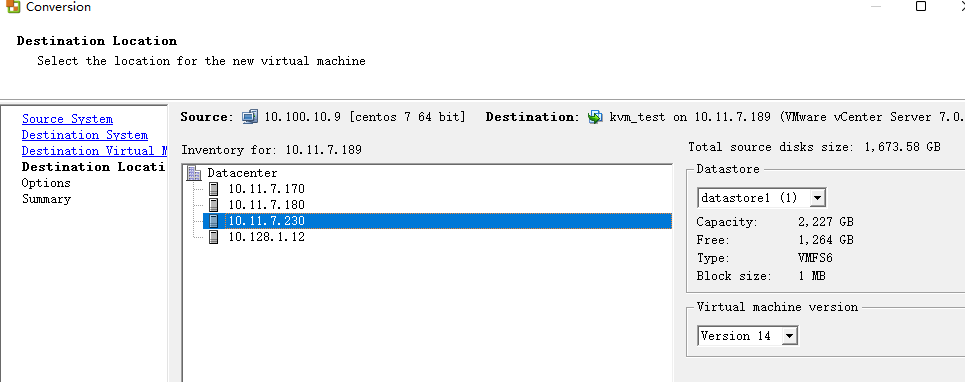 Conversion
Destination Location
Select the location for the new virtual machine
Source System
Destination System
Destination Virtual M
Destination Locati
Options
Summary
Source: 10.100.10.9 [centos 7 64 bit] Destination: kvm_test on 10.11.7.189 (VMware vCenter Server 7.0.
Inventory for: 10.11.7.189
Datacenter
10.11.7.170
10.11.7.180
10.11.7.230
10.128.1.12
Total source disks size: 1,673.58 GB
Datastore
datastore1 (1)
Capacity: 2,227 GB
Free: 1,264 GB
Type: VMFS6
Block size: 1 MB
Virtual machine version
Version 14